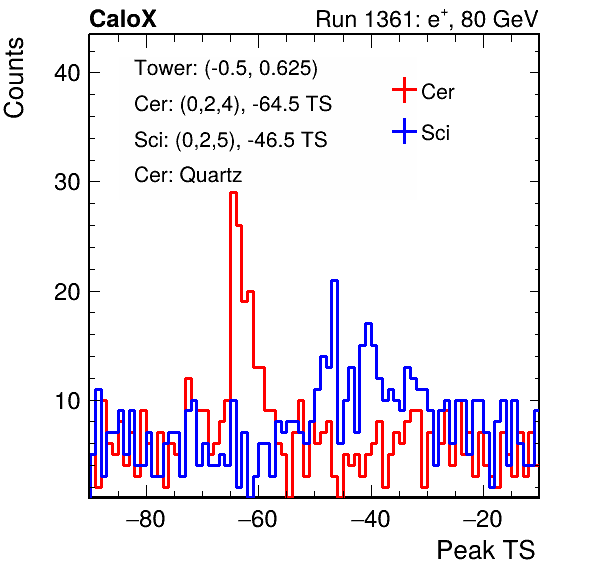 CaloX Run 1361: e⁺, 80 GeV
Counts
Tower: (-0.5, 0.625)
Cer: (0,2,4), -64.5 TS
Sci: (0,2,5), -46.5 TS
Cer: Quartz
Cer
Sci
40
30
20
10
−80 −60 −40 −20
Peak TS